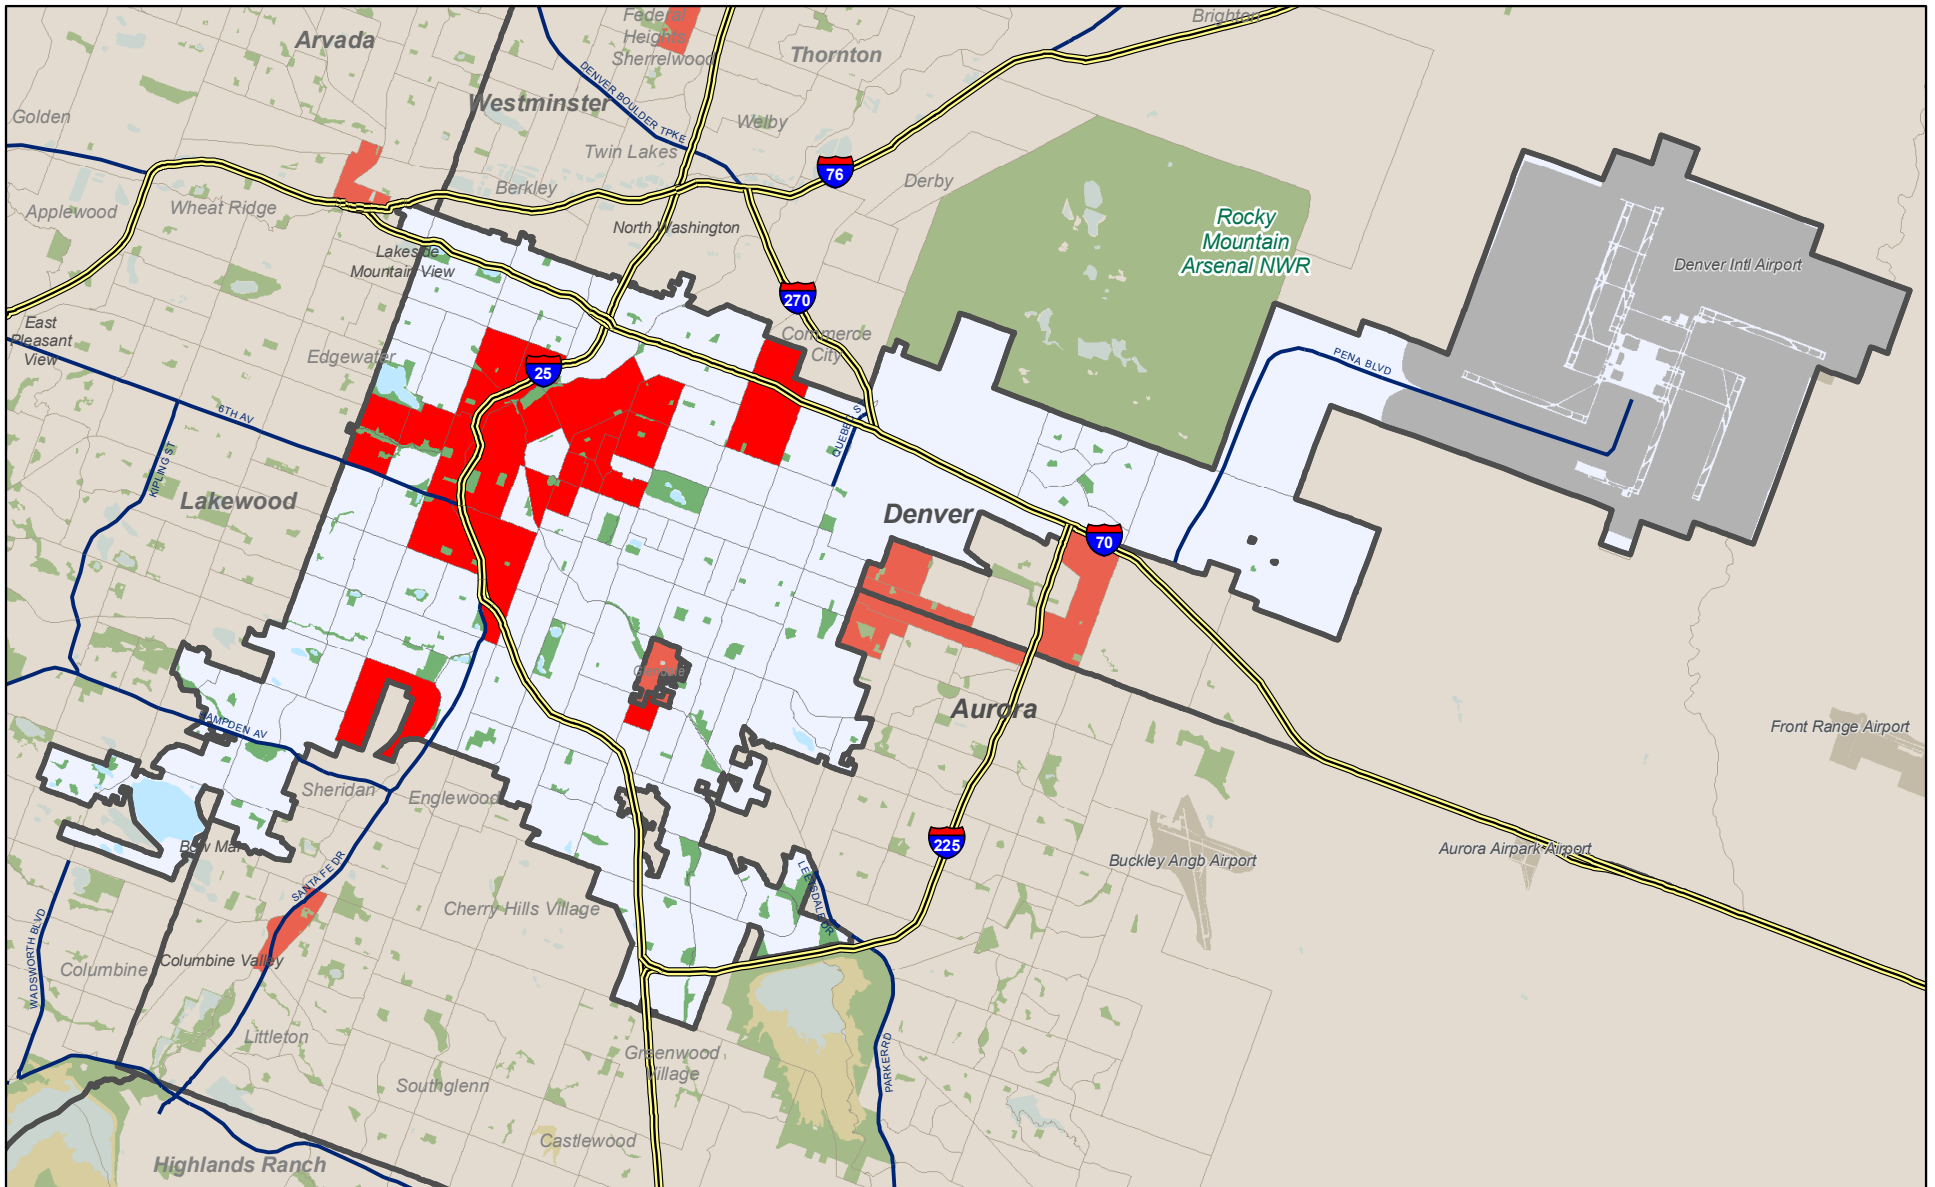 Federal
Heights
Sherrelwood
Brighton
Arvada
Thornton
Westminster
DENVER BOULDER TPKE
Golden
Welby
Twin Lakes
76
Derby
Berkley
Applewood
Wheat Ridge
North Washington
Rocky
Mountain
Arsenal NWR
Lakeside
Mountain View
Denver Intl Airport
270
East
Pleasant
View
Commerce
City
Edgewater
25
PENA BLVD
6TH AV
QUEBEC S
KIPLING ST
Lakewood
Denver
70
Glendale
Aurora
HAMPDEN AV
Front Range Airport
Sheridan
Englewood
Bow Mar
225
Buckley Angb Airport
Aurora Airpark Airport
SANTA FE DR
LEETSDALE DR
Cherry Hills Village
WADSWORTH BLVD
Columbine
Columbine Valley
Littleton
Greenwood
Village
PARKER RD
Southglenn
Castlewood
Highlands Ranch